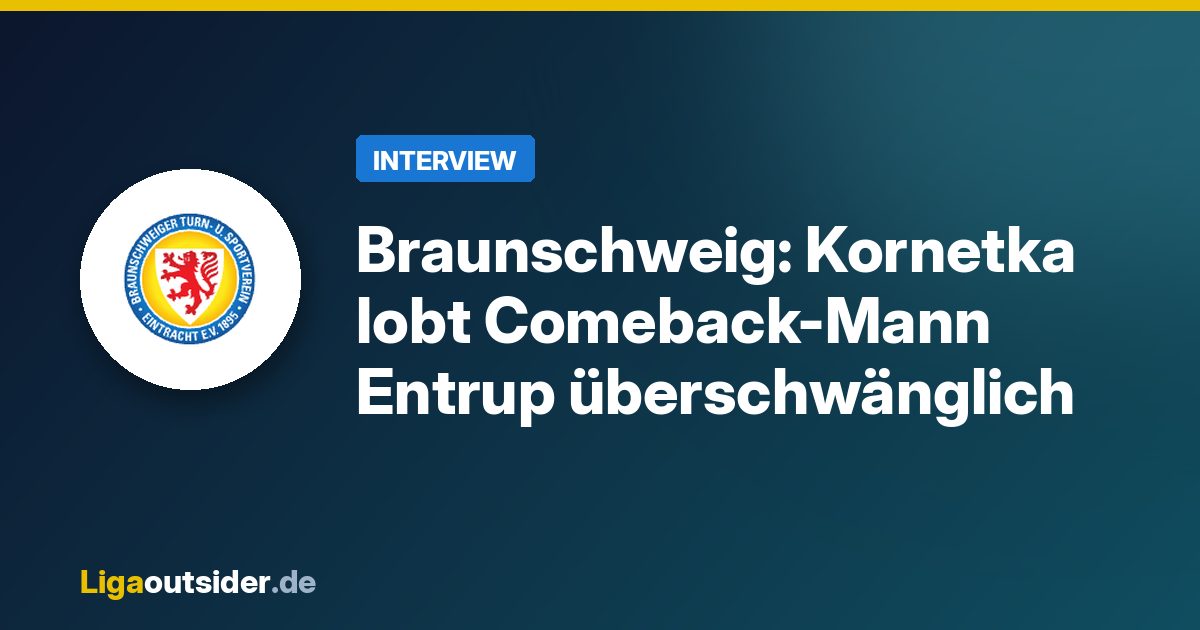 INTERVIEW
Braunschweig: Kornetka
lobt Comeback-Mann
Entrup überschwänglich
BRAUNSCHWEIGER TURN- U. SPORTVEREIN
• EINTRACHT E.V. 1895 •
Ligaoutsider.de